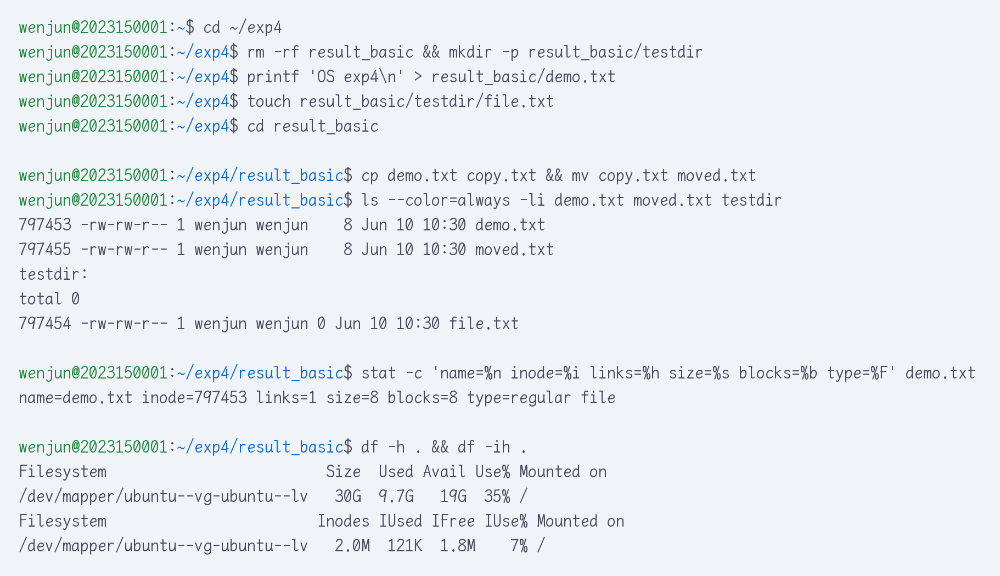 wenjun@2023150001:~$ cd ~/exp4
wenjun@2023150001:~/exp4$ rm -rf result_basic && mkdir -p result_basic/testdir
wenjun@2023150001:~/exp4$ printf 'OS exp4\n' > result_basic/demo.txt
wenjun@2023150001:~/exp4$ touch result_basic/testdir/file.txt
wenjun@2023150001:~/exp4$ cd result_basic

wenjun@2023150001:~/exp4/result_basic$ cp demo.txt copy.txt && mv copy.txt moved.txt
wenjun@2023150001:~/exp4/result_basic$ ls --color=always -li demo.txt moved.txt testdir
797453 -rw-rw-r-- 1 wenjun wenjun    8 Jun 10 10:30 demo.txt
797455 -rw-rw-r-- 1 wenjun wenjun    8 Jun 10 10:30 moved.txt
testdir:
total 0
797454 -rw-rw-r-- 1 wenjun wenjun 0 Jun 10 10:30 file.txt

wenjun@2023150001:~/exp4/result_basic$ stat -c 'name=%n inode=%i links=%h size=%s blocks=%b type=%F' demo.txt
name=demo.txt inode=797453 links=1 size=8 blocks=8 type=regular file

wenjun@2023150001:~/exp4/result_basic$ df -h . && df -ih .
Filesystem                         Size  Used Avail Use% Mounted on
/dev/mapper/ubuntu--vg-ubuntu--lv   30G  9.7G   19G  35% /
Filesystem                        Inodes IUsed IFree IUse% Mounted on
/dev/mapper/ubuntu--vg-ubuntu--lv   2.0M  121K  1.8M    7% /